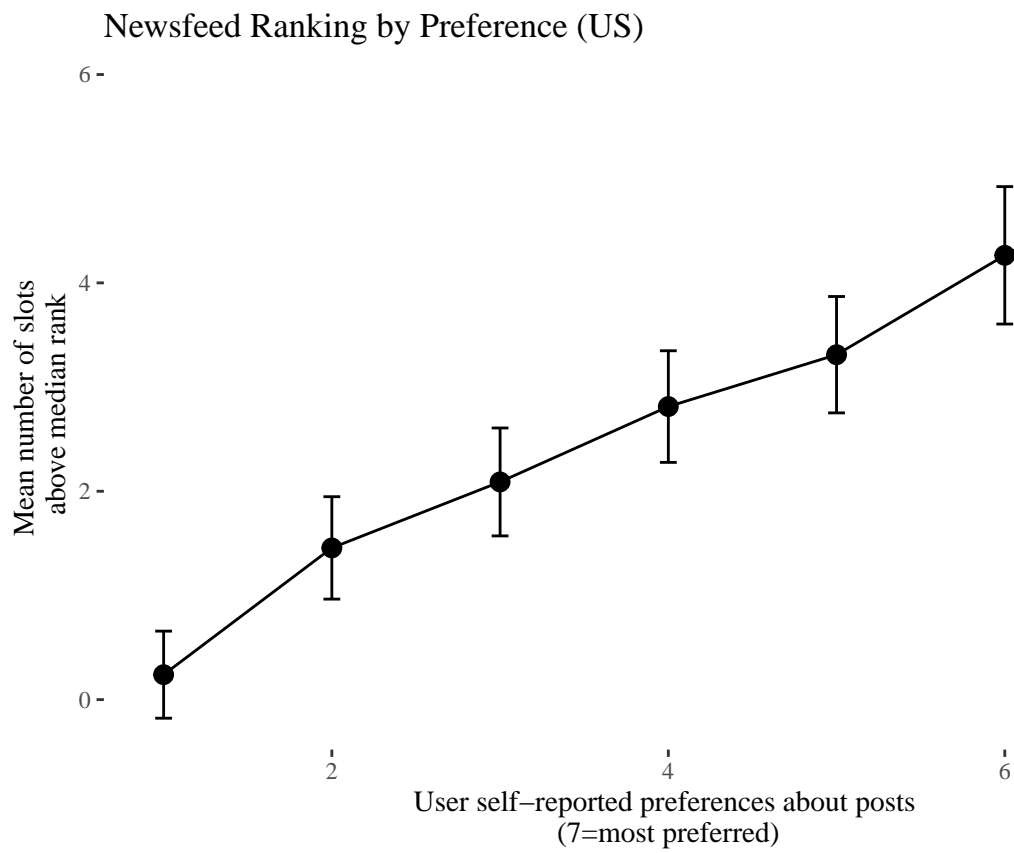 Newsfeed Ranking by Preference (US)
6
4
2
0
Mean number of slots
above median rank
2
4
6
User self−reported preferences about posts
(7=most preferred)